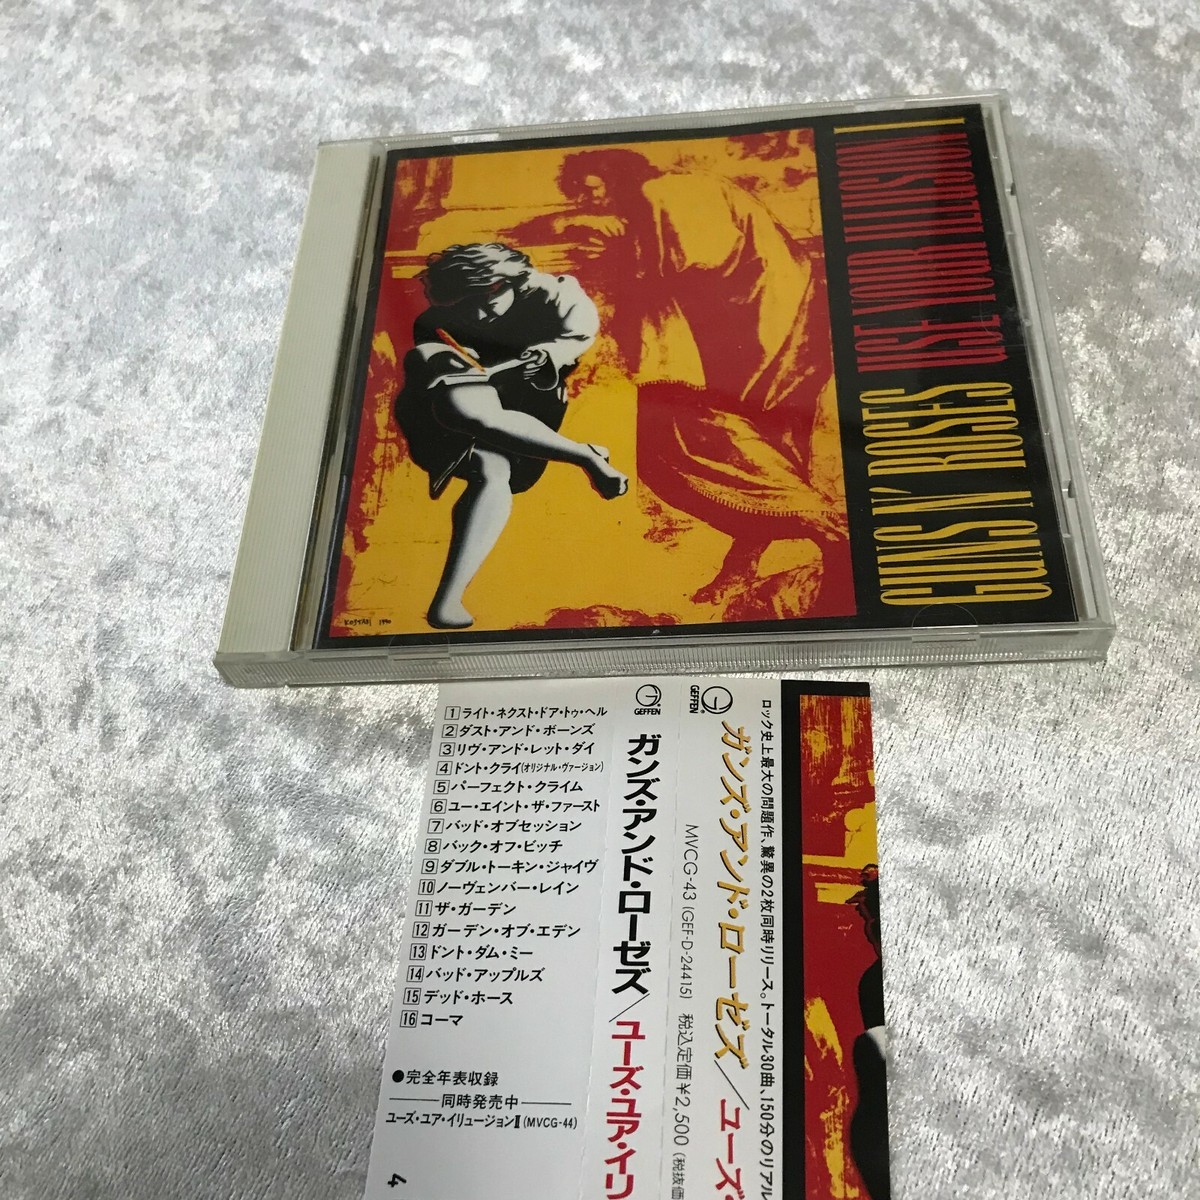 GUNS N' ROSES USE YOUR ILLUSION I
GUNS N' ROSES USE YOUR ILLUSION I
KOSTABI 1990
1 ライト・ネクスト・ドア・トゥ・ヘル
2 ダスト・アンド・ボーンズ
3 リヴ・アンド・レット・ダイ
4 ドント・クライ(オリジナル・ヴァージョン)
5 パーフェクト・クライム
6 ユー・エイント・ザ・ファースト
7 バッド・オブセッション
8 バック・オフ・ビッチ
9 ダブル・トーキン・ジャイヴ
10 ノーヴェンバー・レイン
11 ザ・ガーデン
12 ガーデン・オブ・エデン
13 ドント・ダム・ミー
14 バッド・アップルズ
15 デッド・ホース
16 コーマ
●完全年表収録
同時発売中
ユーズ・ユア・イリュージョンⅡ(MVCG-44)
4
GEFFEN
ガンズ・アンド・ローゼズ/ユーズ・ユア・イリ
GEFFEN
ガンズ・アンド・ローゼズ/ユーズ・
MVCG-43 (GEF-D-24415) 税込定価¥2,500 (税抜価
ロック史上最大の問題作、驚異の2枚同時リリース。トータル30曲、150分のリアル